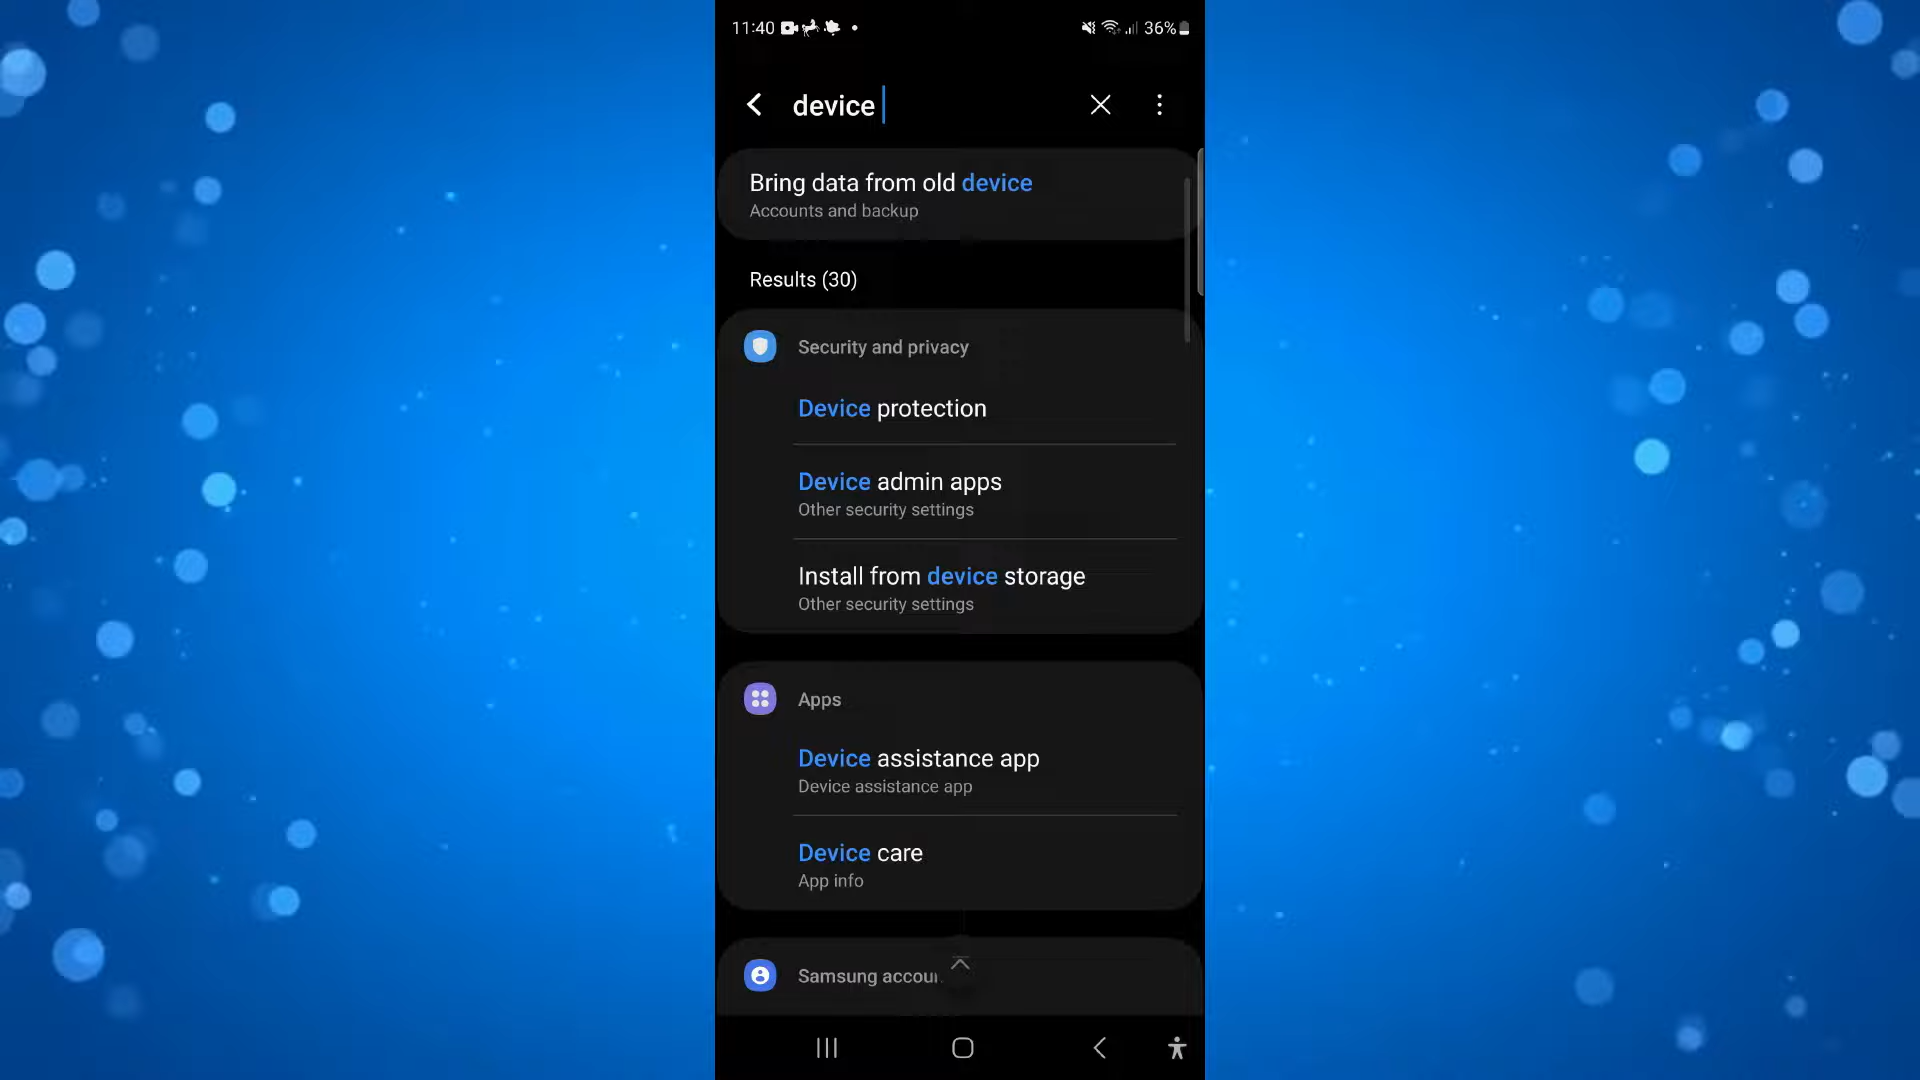 11:40
36%
device
Bring data from old device
Accounts and backup
Results (30)
Security and privacy
Device protection
Device admin apps
Other security settings
Install from device storage
Other security settings
Apps
Device assistance app
Device assistance app
Device care
App info
Samsung accou